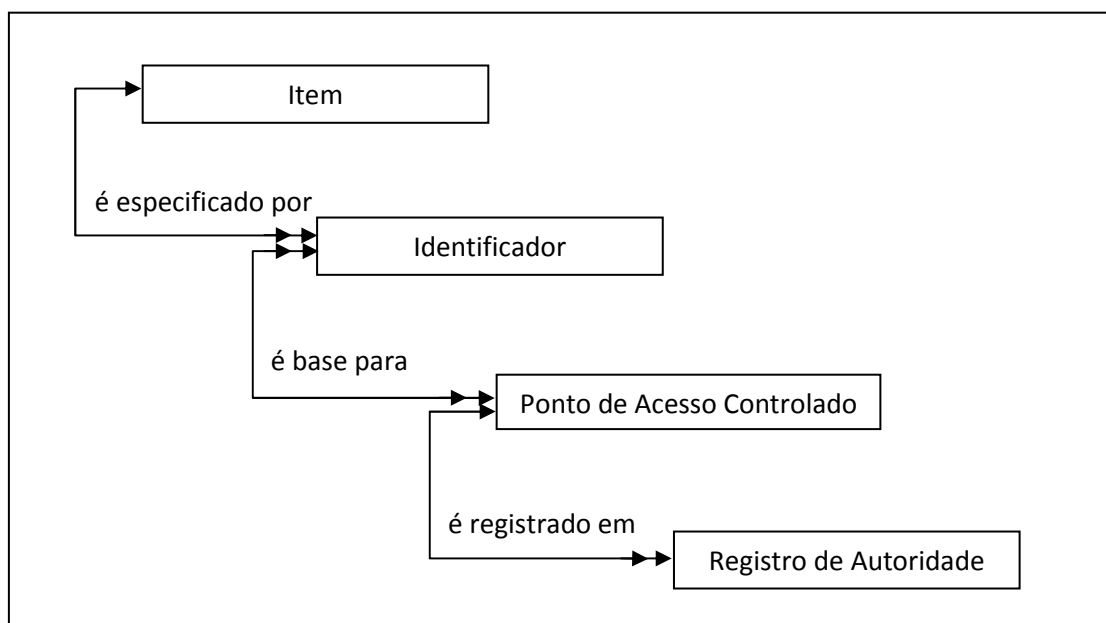 Item
é especificado por
Identificador
é base para
Ponto de Acesso Controlado
é registrado em
Registro de Autoridade